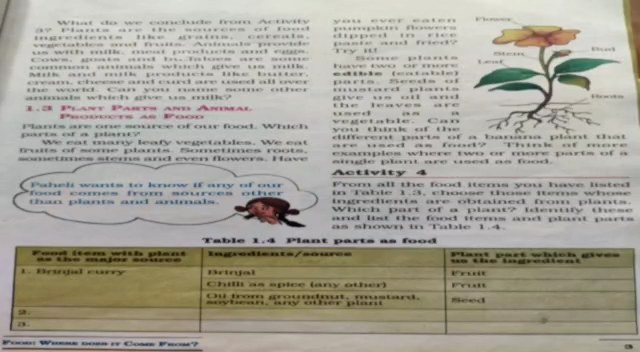 What do we conclude from Activity
3? Plants are the sources of food
ingredients like grains, cereals,
vegetables and fruits. Animals provide
us with milk, meat products and eggs.
Cows, goats and buffaloes are some
common animals which give us milk.
Milk and milk products like butter,
cream, cheese and curd are used all over
the world. Can you name some other
animals which give us milk?
1.3 PLANT PARTS AND ANIMAL
PRODUCTS AS FOOD
Plants are one source of our food. Which
parts of a plant?
We eat many leafy vegetables. We eat
fruits of some plants. Sometimes roots,
sometimes stems and even flowers. Have
Paheli wants to know if any of our
food comes from sources other
than plants and animals.
you ever eaten
pumpkin flowers
dipped in rice
paste and fried?
Try it!
Some plants
have two or more
edible (eatable)
parts. Seeds of
mustard plants
give us oil and
the leaves are
used as a
vegetable. Can
you think of the
different parts of a banana plant that
are used as food? Think of more
examples where two or more parts of a
single plant are used as food.
Flower
Stem
Bud
Leaf
Roots
Activity 4
From all the food items you have listed
in Table 1.3, choose those items whose
ingredients are obtained from plants.
Which part of a plant? Identify these
and list the food items and plant parts
as shown in Table 1.4.
Table 1.4 Plant parts as food
Food item with plant as the major source Ingredients/source Plant part which gives us the ingredient
1. Brinjal curry Brinjal Fruit
Chilli as spice (any other) Fruit
Oil from groundnut, mustard, soybean, any other plant Seed
2.
3.
FOOD: WHERE DOES IT COME FROM? 3